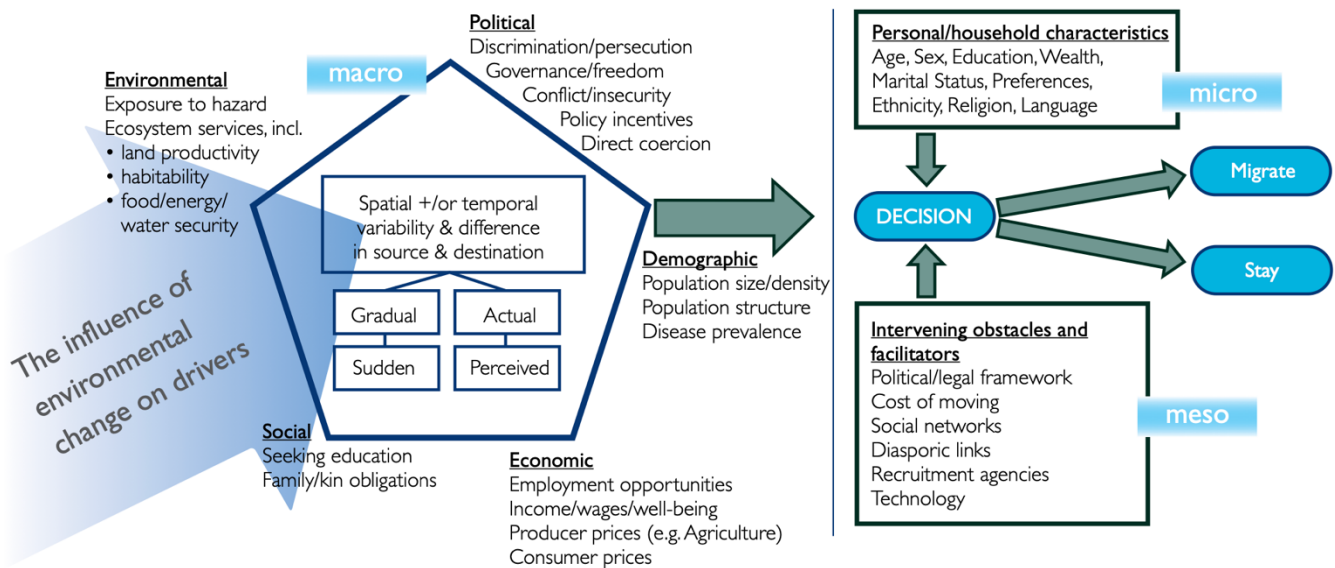 Political
Discrimination/persecution
Governance/freedom
Conflict/insecurity
Policy incentives
Direct coercion
macro
Environmental
Exposure to hazard
Ecosystem services, incl.
• land productivity
• habitability
• food/energy/
water security
The influence of
environmental
change on drivers
Spatial +/or temporal
variability & difference
in source & destination
Gradual
Actual
Sudden
Perceived
Demographic
Population size/density
Population structure
Disease prevalence
Social
Seeking education
Family/kin obligations
Economic
Employment opportunities
Income/wages/well-being
Producer prices (e.g. Agriculture)
Consumer prices
Personal/household characteristics
Age, Sex, Education, Wealth,
Marital Status, Preferences,
Ethnicity, Religion, Language
micro
DECISION
Migrate
Stay
Intervening obstacles and
facilitators
Political/legal framework
Cost of moving
Social networks
Diasporic links
Recruitment agencies
Technology
meso